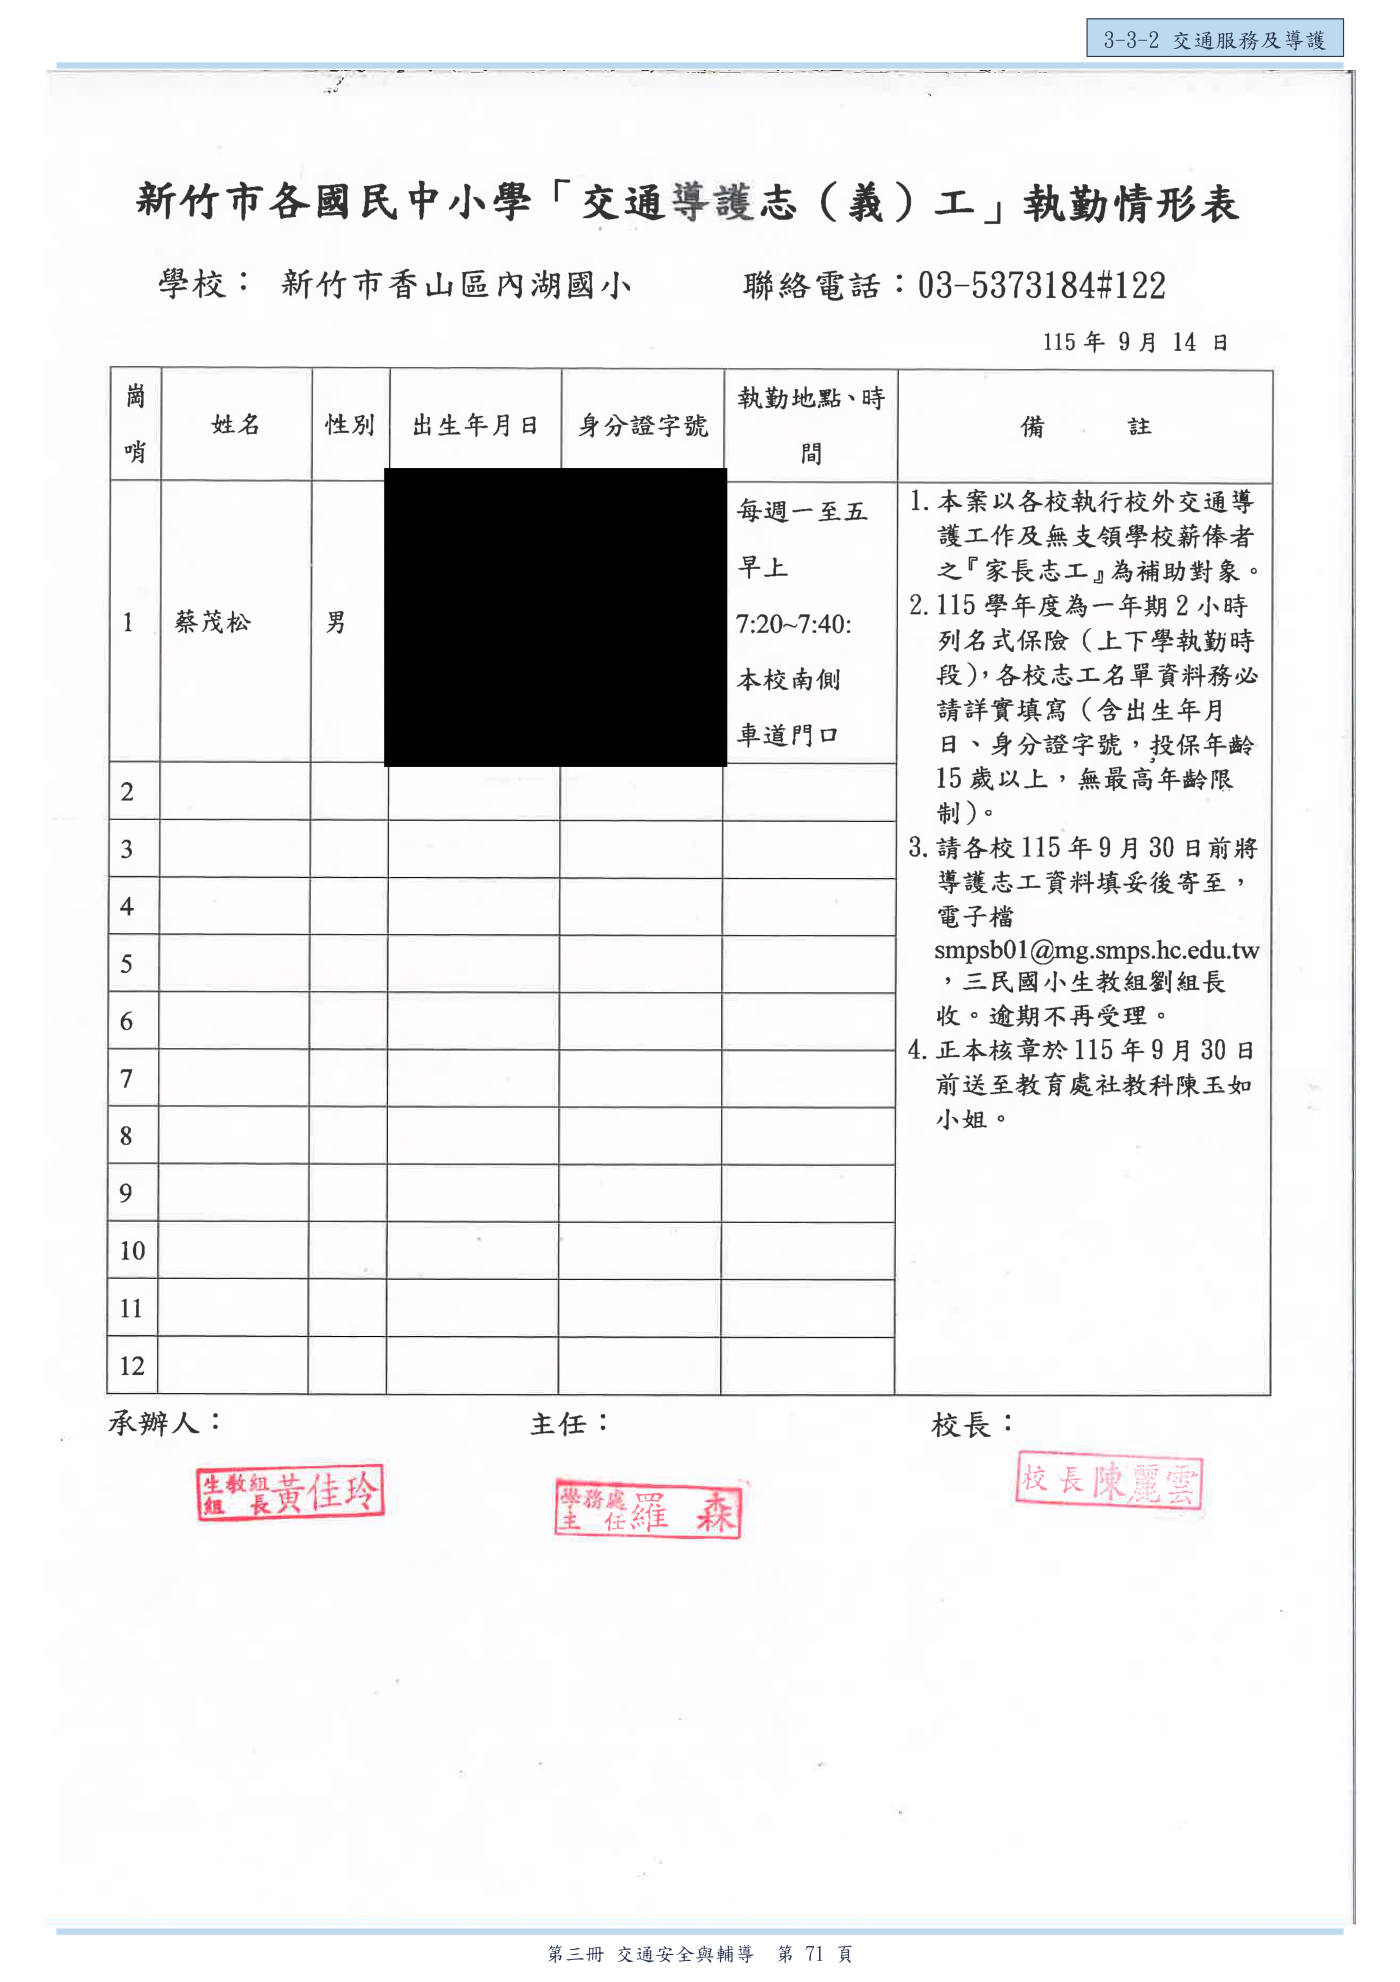 3-3-2 交通服務及導護
新竹市各國民中小學「交通導護志（義）工」執勤情形表
學校： 新竹市香山區內湖國小 聯絡電話：03-5373184#122
115 年 9 月 14 日
崗哨 姓名 性別 出生年月日 身分證字號 執勤地點、時間 備 註
1 蔡茂松 男
每週一至五
早上
7:20~7:40:
本校南側
車道門口
2
3
4
5
6
7
8
9
10
11
12
1. 本案以各校執行校外交通導
護工作及無支領學校薪俸者
之『家長志工』為補助對象。
2. 115 學年度為一年期 2 小時
列名式保險（上下學執勤時
段），各校志工名單資料務必
請詳實填寫（含出生年月
日、身分證字號，投保年齡
15 歲以上，無最高年齡限
制）。
3. 請各校 115 年 9 月 30 日前將
導護志工資料填妥後寄至，
電子檔
smpsb01@mg.smps.hc.edu.tw
，三民國小生教組劉組長
收。逾期不再受理。
4. 正本核章於 115 年 9 月 30 日
前送至教育處社教科陳玉如
小姐。
承辦人： 主任： 校長：
生教組組長黃佳玲
學務處主任羅森
校長陳麗雲
第三冊 交通安全與輔導 第 71 頁